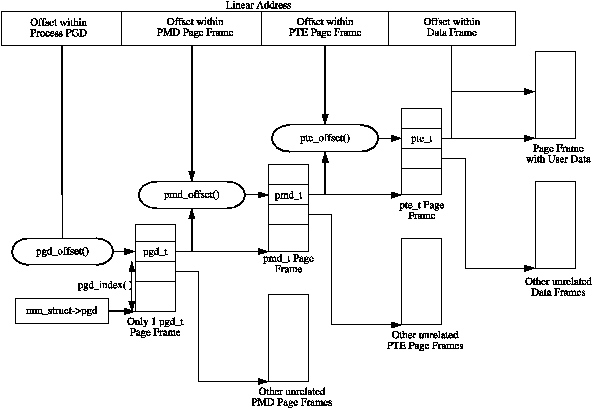 Linear Address
Offset within
Process PGD
Offset within
PMD Page Frame
Offset within
PTE Page Frame
Offset within
Data Frame
pte_offset()
pte_t
Page Frame
with User Data
pmd_offset()
pmd_t
pte_t Page
Frame
pgd_offset()
pgd_t
pmd_t Page
Frame
pgd_index()
Other unrelated
Data Frames
mm_struct->pgd
Only 1 pgd_t
Page Frame
Other unrelated
PTE Page Frames
Other unrelated
PMD Page Frames